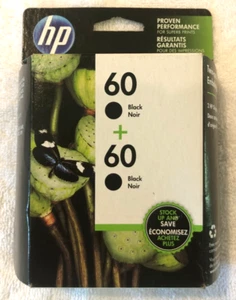 hp
PROVEN
PERFORMANCE
FOR SUPERIOR PRINTS
RÉSULTATS
GARANTIS
POUR DES IMPRESSIONS
60
Black
Noir
+
60
Black
Noir
STOCK
UP AND
SAVE
ÉCONOMISEZ
ACHETEZ
PLUS